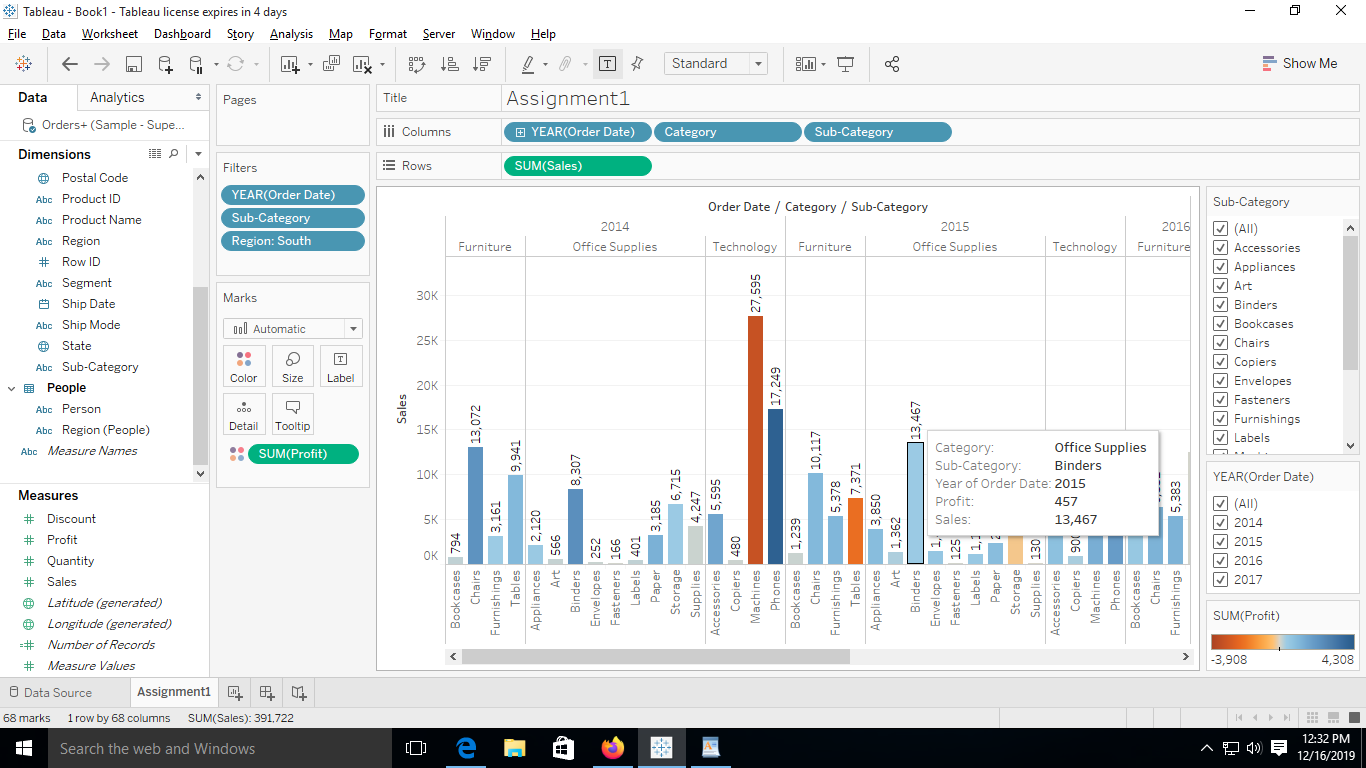 Tableau - Book1 - Tableau license expires in 4 days
File Data Worksheet Dashboard Story Analysis Map Format Server Window Help
Standard
Show Me
Data Analytics
Orders+ (Sample - Supe...
Dimensions
Postal Code
Abc Product ID
Abc Product Name
Abc Region
Row ID
Abc Segment
Ship Date
Abc Ship Mode
State
Abc Sub-Category
People
Abc Person
Abc Region (People)
Abc Measure Names
Measures
Discount
Profit
Quantity
Sales
Latitude (generated)
Longitude (generated)
Number of Records
Measure Values
Pages
Filters
YEAR(Order Date)
Sub-Category
Region: South
Marks
Automatic
Color Size Label
Detail Tooltip
SUM(Profit)
Title Assignment1
Columns YEAR(Order Date) Category Sub-Category
Rows SUM(Sales)
Order Date / Category / Sub-Category
2014 2015 2016
Furniture Office Supplies Technology Furniture Office Supplies Technology Furniture
Sales
30K
25K
20K
15K
10K
5K
0K
794 13,072 3,161 9,941 2,120 566 8,307 252 166 401 3,185 6,715 4,247 5,595 480 27,595 17,249 1,239 10,117 5,378 7,371 3,850 1,362 13,467 125 130 900 5,383
Bookcases Chairs Furnishings Tables Appliances Art Binders Envelopes Fasteners Labels Paper Storage Supplies Accessories Copiers Machines Phones Bookcases Chairs Furnishings Tables Appliances Art Binders Envelopes Fasteners Labels Paper Storage Supplies Accessories Copiers Machines Phones Bookcases Chairs Furnishings
Category: Office Supplies
Sub-Category: Binders
Year of Order Date: 2015
Profit: 457
Sales: 13,467
Sub-Category
(All)
Accessories
Appliances
Art
Binders
Bookcases
Chairs
Copiers
Envelopes
Fasteners
Furnishings
Labels
YEAR(Order Date)
(All)
2014
2015
2016
2017
SUM(Profit)
-3,908 4,308
Data Source Assignment1
68 marks 1 row by 68 columns SUM(Sales): 391,722
Search the web and Windows
12:32 PM
12/16/2019